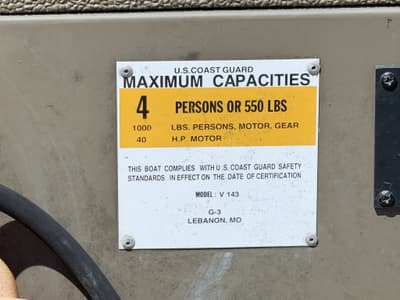 U.S. COAST GUARD
MAXIMUM CAPACITIES
4 PERSONS OR 550 LBS
1000 LBS. PERSONS, MOTOR, GEAR
40 H.P. MOTOR
THIS BOAT COMPLIES WITH U.S. COAST GUARD SAFETY
STANDARDS IN EFFECT ON THE DATE OF CERTIFICATION
MODEL: V 143
G-3
LEBANON, MO